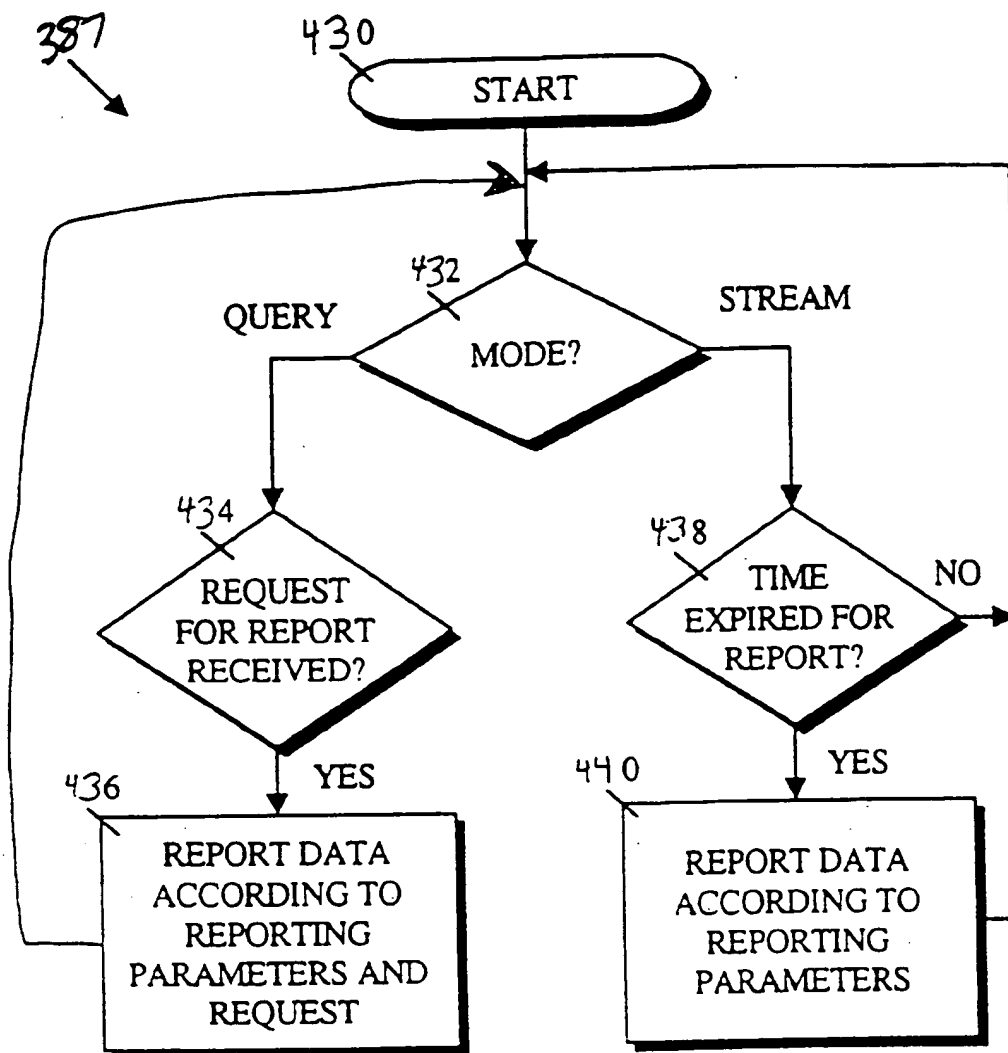 387
430
START
432
QUERY
STREAM
MODE?
434
REQUEST
FOR REPORT
RECEIVED?
438
TIME
EXPIRED FOR
REPORT?
NO
YES
YES
436
REPORT DATA
ACCORDING TO
REPORTING
PARAMETERS AND
REQUEST
440
REPORT DATA
ACCORDING TO
REPORTING
PARAMETERS